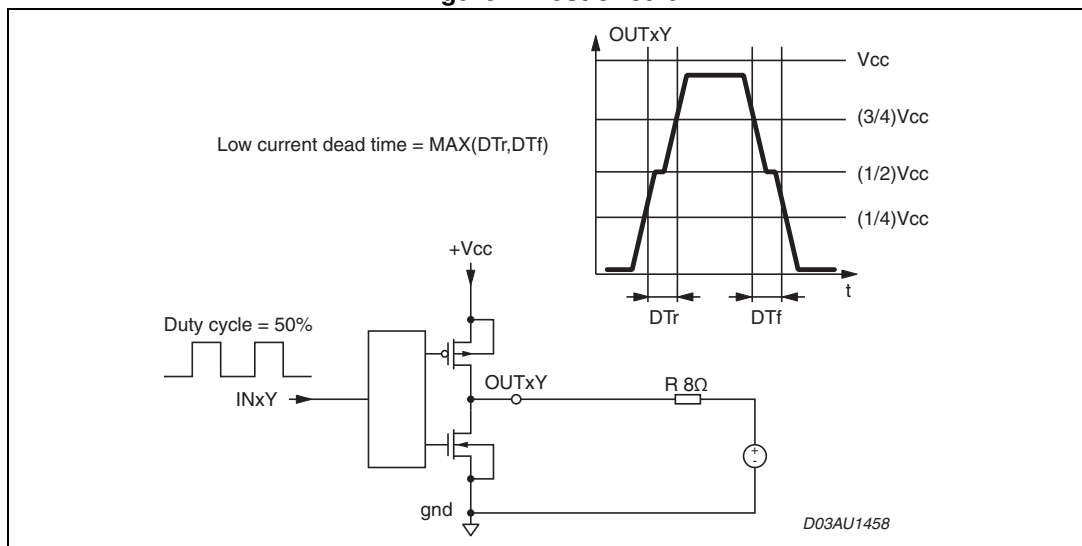 OUTxY
Vcc
(3/4)Vcc
Low current dead time = MAX(DTr,DTf)
(1/2)Vcc
(1/4)Vcc
+Vcc
t
DTr
DTf
Duty cycle = 50%
OUTxY
R 8Ω
INxY
+
-
gnd
D03AU1458